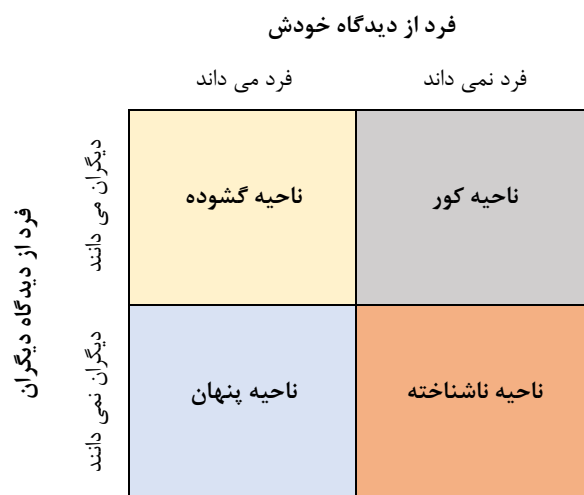 فرد از دیدگاه خودش
فرد نمی داند
فرد می داند
فرد از دیدگاه دیگران
دیگران می دانند
ناحیه کور
ناحیه گشوده
دیگران نمی دانند
ناحیه ناشناخته
ناحیه پنهان